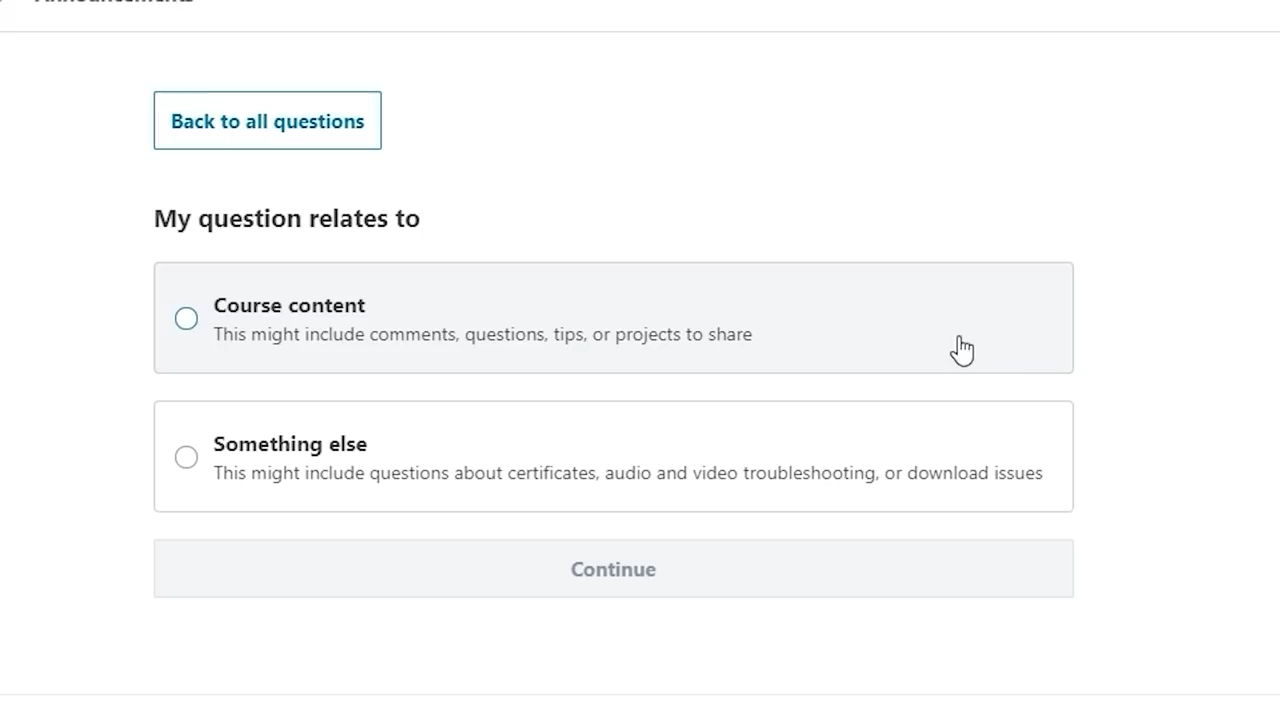 Announcements
Back to all questions
My question relates to
Course content
This might include comments, questions, tips, or projects to share
Something else
This might include questions about certificates, audio and video troubleshooting, or download issues
Continue